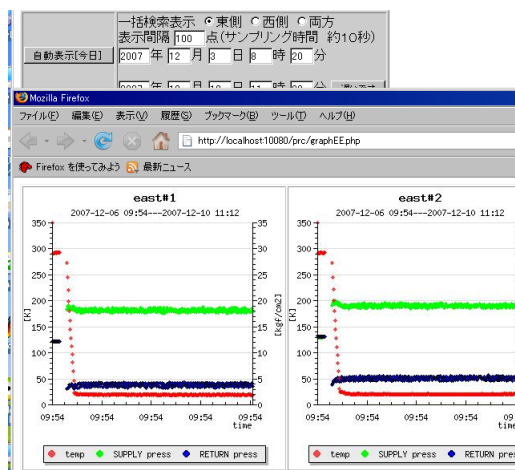 一括検索表示 東側 西側 両方
表示間隔 100 点(サンプリング時間 約10秒)
自動表示[今日] 2007 年 12 月 3 日 8 時 20 分
Mozilla Firefox
ファイル(F) 編集(E) 表示(V) 履歴(S) ブックマーク(B) ツール(T) ヘルプ(H)
http://localhost:10080/prc/graphEE.php
Firefox を使ってみよう 最新ニュース
east#1
2007-12-06 09:54---2007-12-10 11:12
350 300 250 200 150 100 50 0
[K]
35 30 25 20 15 10 5 0
[kgf/cm2]
09:54 09:54 09:54 09:54 09:54
time
temp SUPPLY press RETURN press
east#2
2007-12-06 09:54---2007-12-10 11:12
350 300 250 200 150 100 50 0
[K]
09:54 09:54 09:54 09:54 09
time
temp SUPPLY press RETURN press